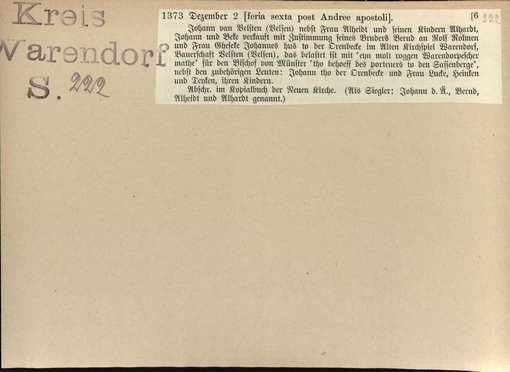 Kreis
Warendorf
S. 222
1373 Dezember 2 [feria sexta post Andree apostoli]. [6 222
Johann van Velsten (Velsen) nebst Frau Alheidt und seinen Kindern Alhardt,
Johann und Beke verkauft mit Zustimmung seines Bruders Bernd an Rolf Rolmen
und Frau Gheseke Johannes hus to der Orenbecke im Alten Kirchspiel Warendorf,
Bauerschaft Velsten (Velsen), das belastet ist mit 'eyn molt roggen Warendorpescher
mathe' für den Bischof von Münster 'tho behoeff des porteners to den Sassenberge',
nebst den zubehörigen Leuten: Johann tho der Orenbecke und Frau Lucke, Heinken
und Teyken, ihren Kindern.
Abschr. im Kopialbuch der Neuen Kirche. (Als Siegler: Johann d. Ä., Bernd,
Alheidt und Alhardt genannt.)